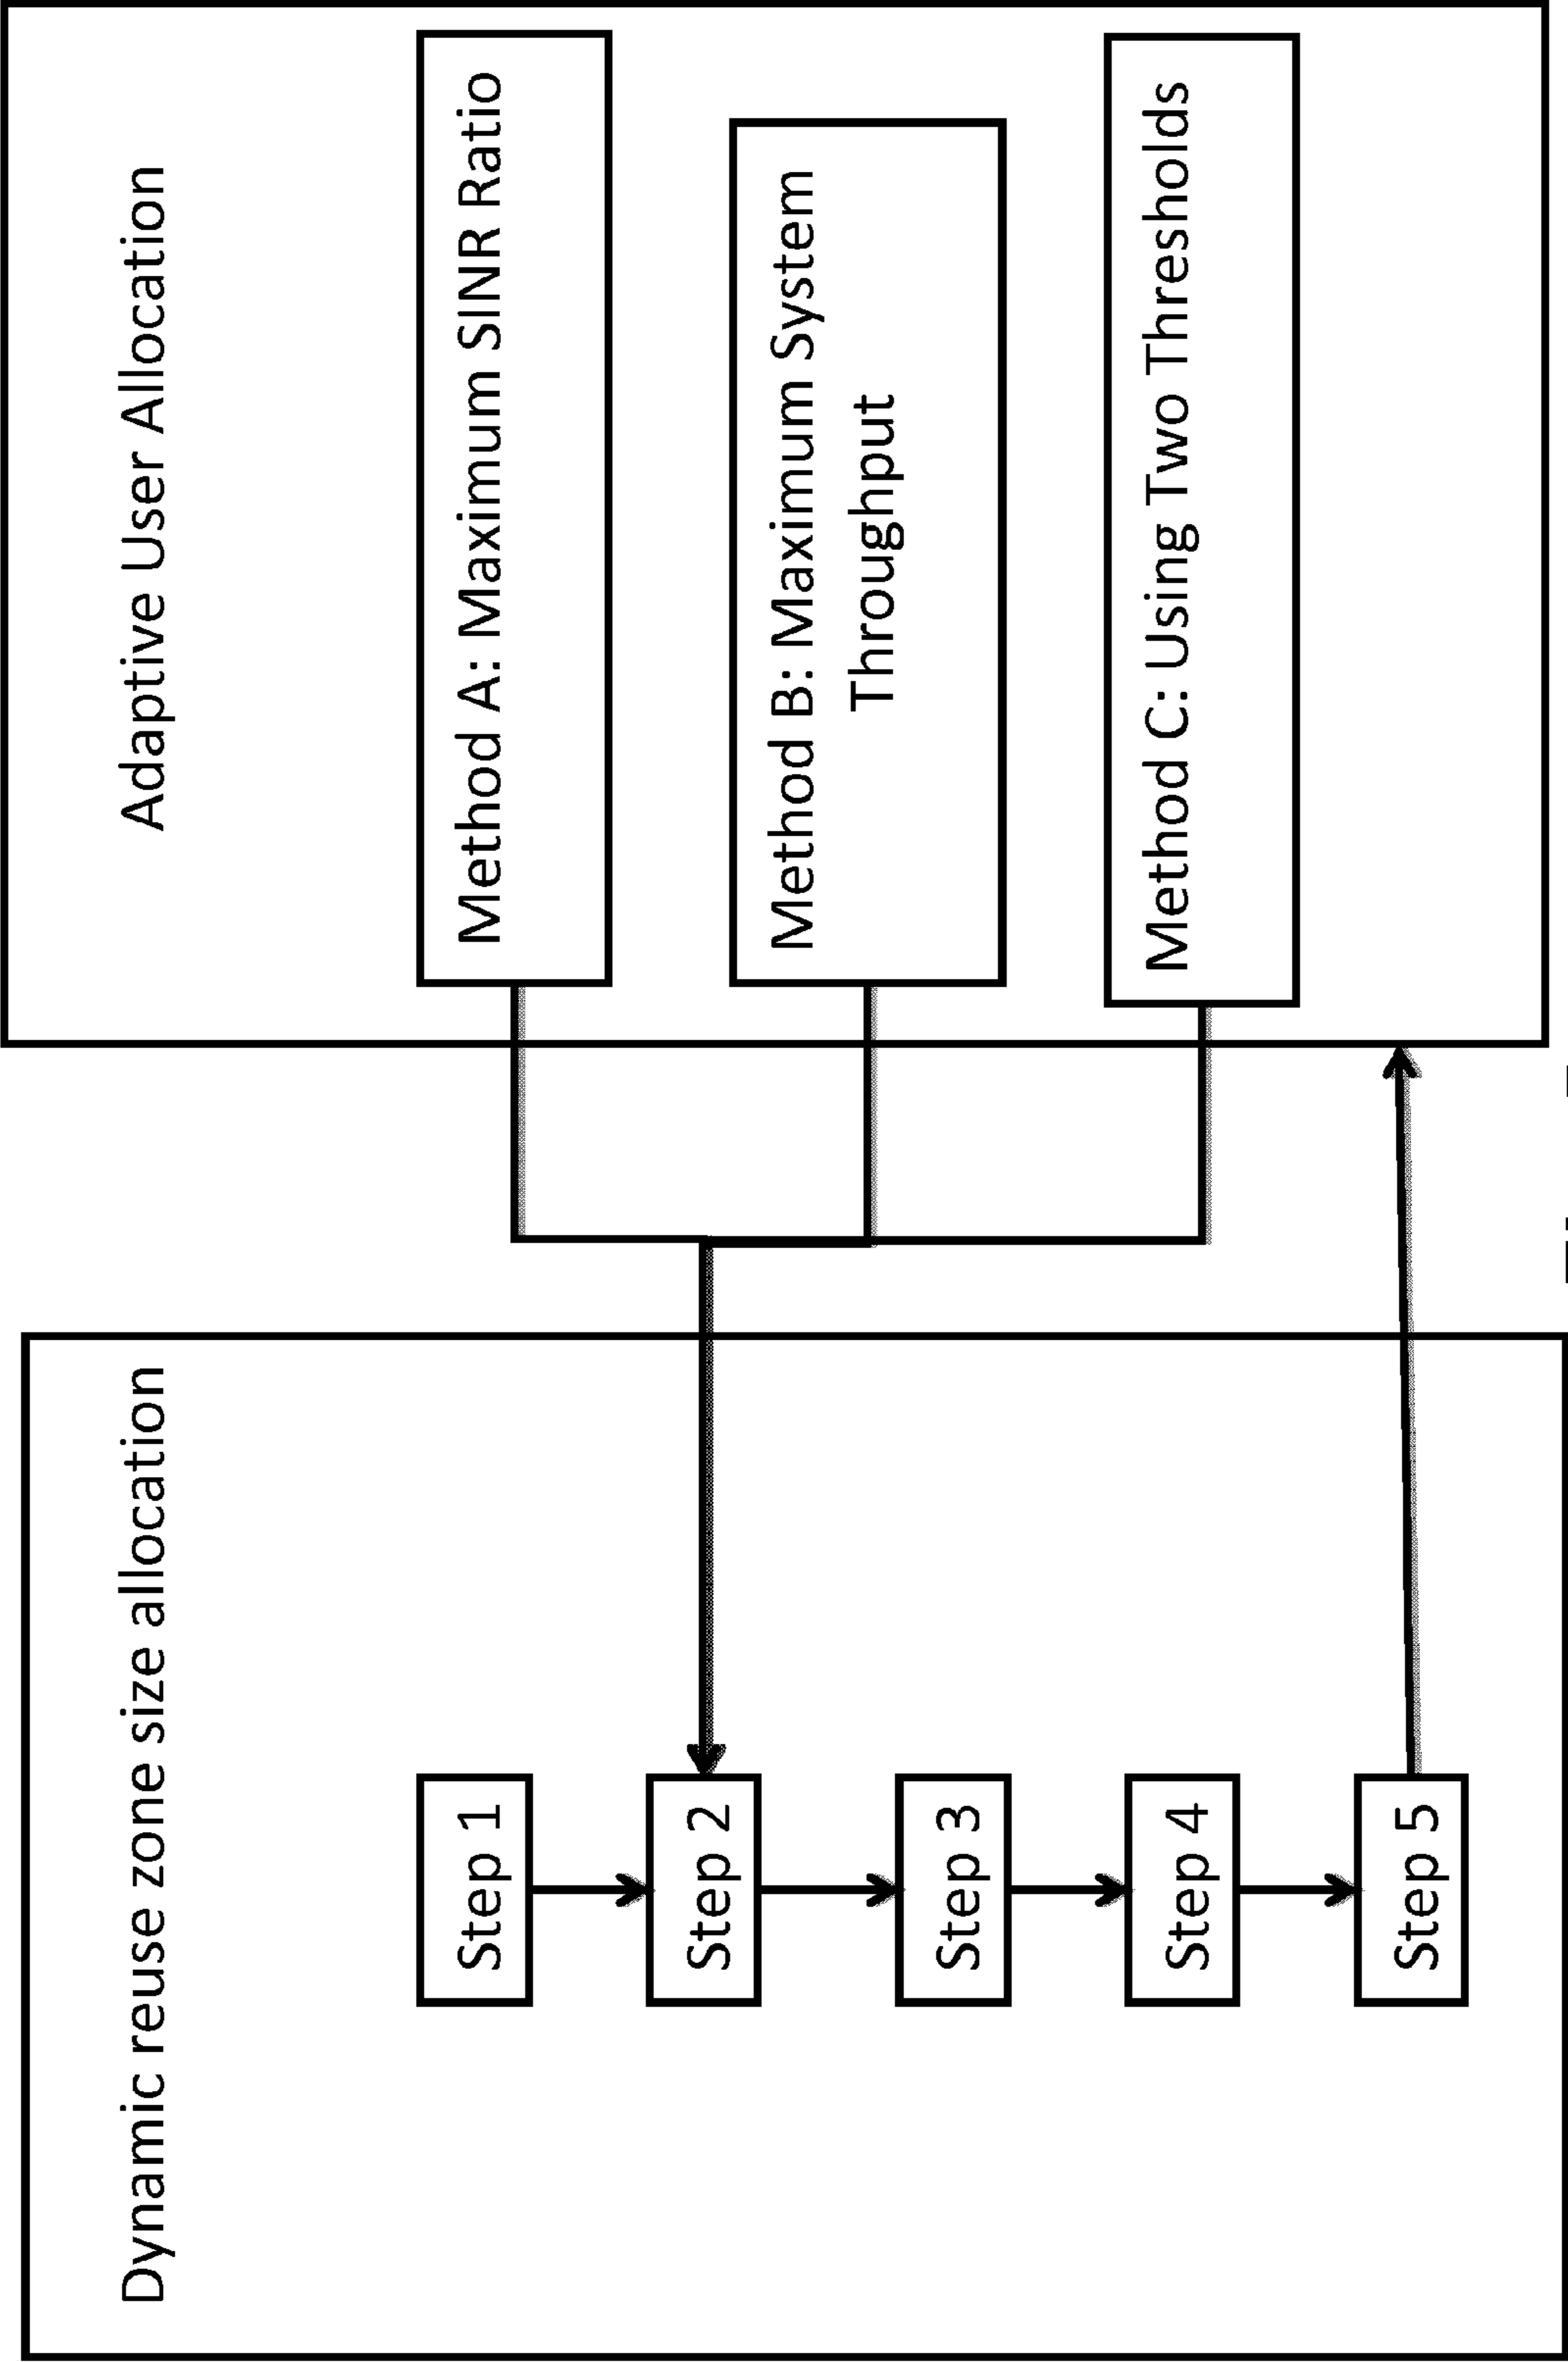 Dynamic reuse zone size allocation
Step 1
Step 2
Step 3
Step 4
Step 5
Adaptive User Allocation
Method A: Maximum SINR Ratio
Method B: Maximum System
Throughput
Method C: Using Two Thresholds